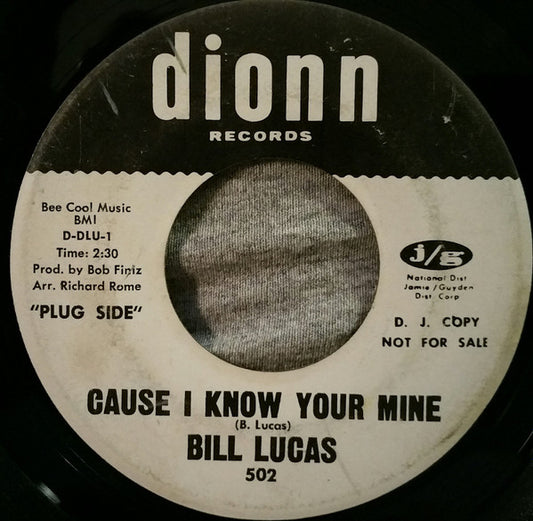 dionn
RECORDS
Bee Cool Music
BMI
D-DLU-1
Time: 2:30
Prod. by Bob Finiz
Arr. Richard Rome
"PLUG SIDE"
j/g
National Dist
Jamie/Guyden
Dist Corp
D. J. COPY
NOT FOR SALE
CAUSE I KNOW YOUR MINE
(B. Lucas)
BILL LUCAS
502